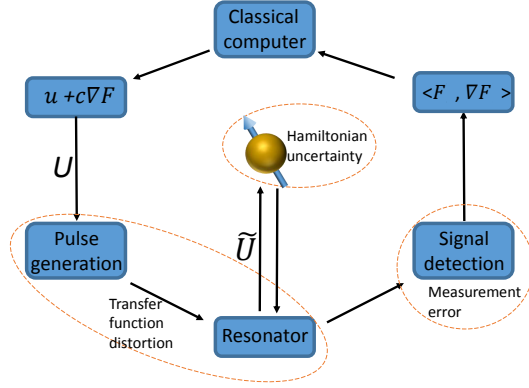 Classical
computer
u +c∇F
<F , ∇F >
Hamiltonian
uncertainty
U
Ũ
Pulse
generation
Signal
detection
Transfer
function
distortion
Resonator
Measurement
error